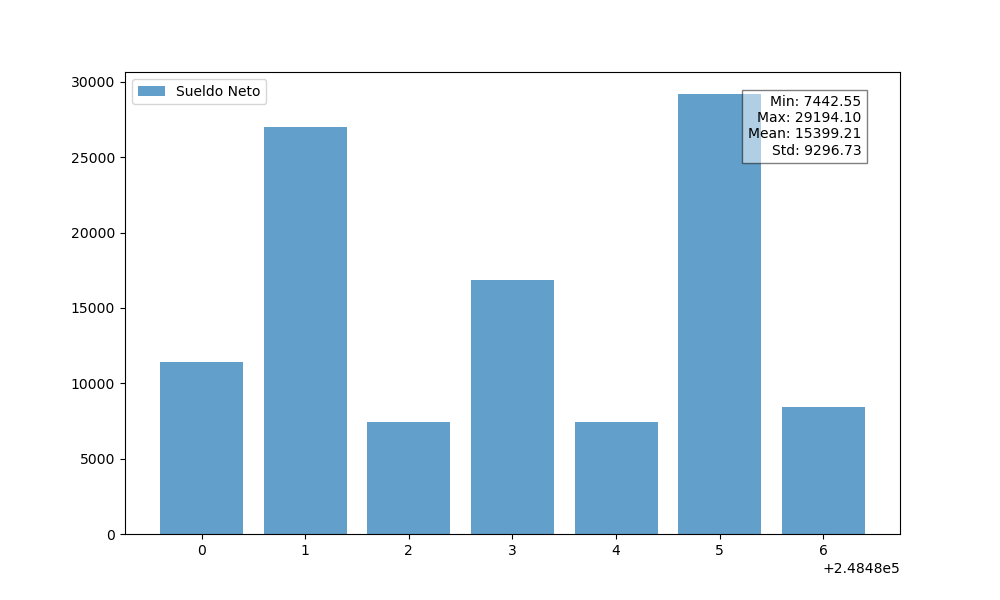 Sueldo Neto
Min: 7442.55
Max: 29194.10
Mean: 15399.21
Std: 9296.73
30000
25000
20000
15000
10000
5000
0
0 1 2 3 4 5 6
+2.4848e5